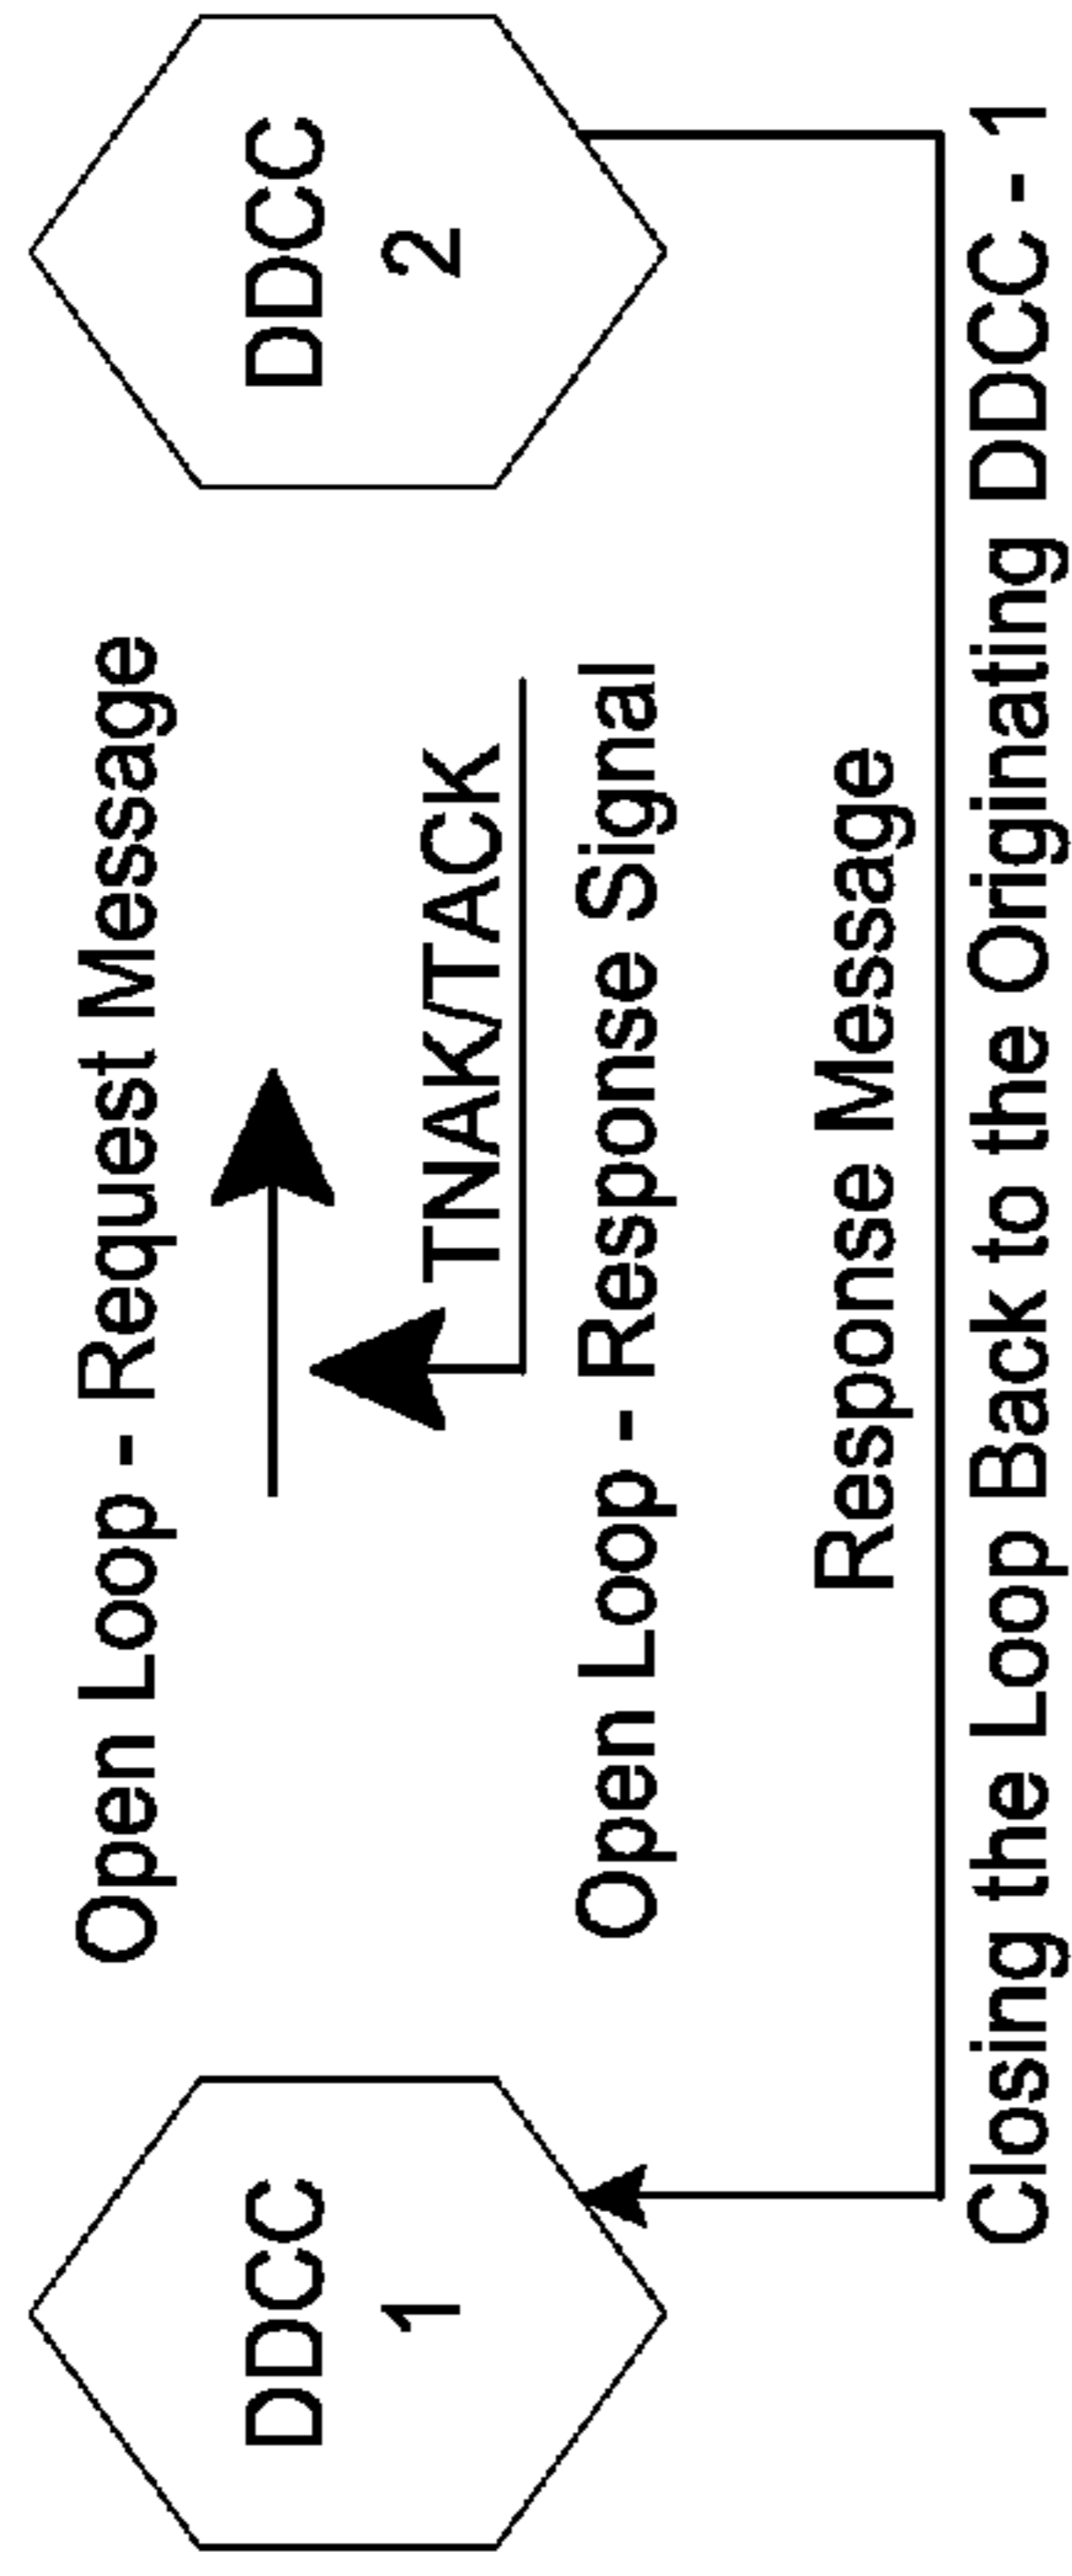 Open Loop - Request Message
DDCC
1
DDCC
2
TNAK/TACK
Open Loop - Response Signal
Response Message
Closing the Loop Back to the Originating DDCC - 1